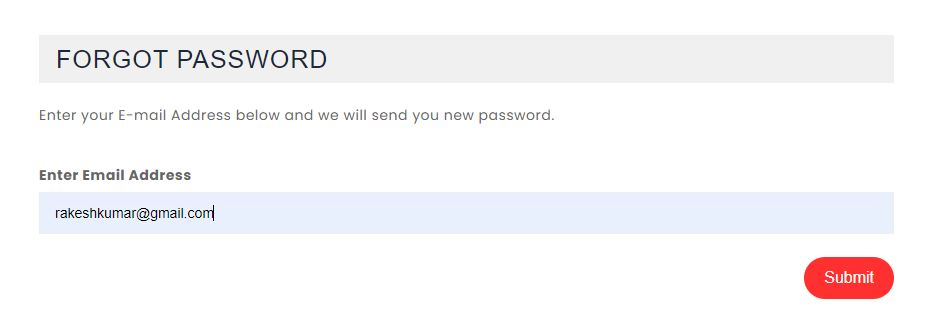 FORGOT PASSWORD
Enter your E-mail Address below and we will send you new password.
Enter Email Address
rakeshkumar@gmail.com
Submit